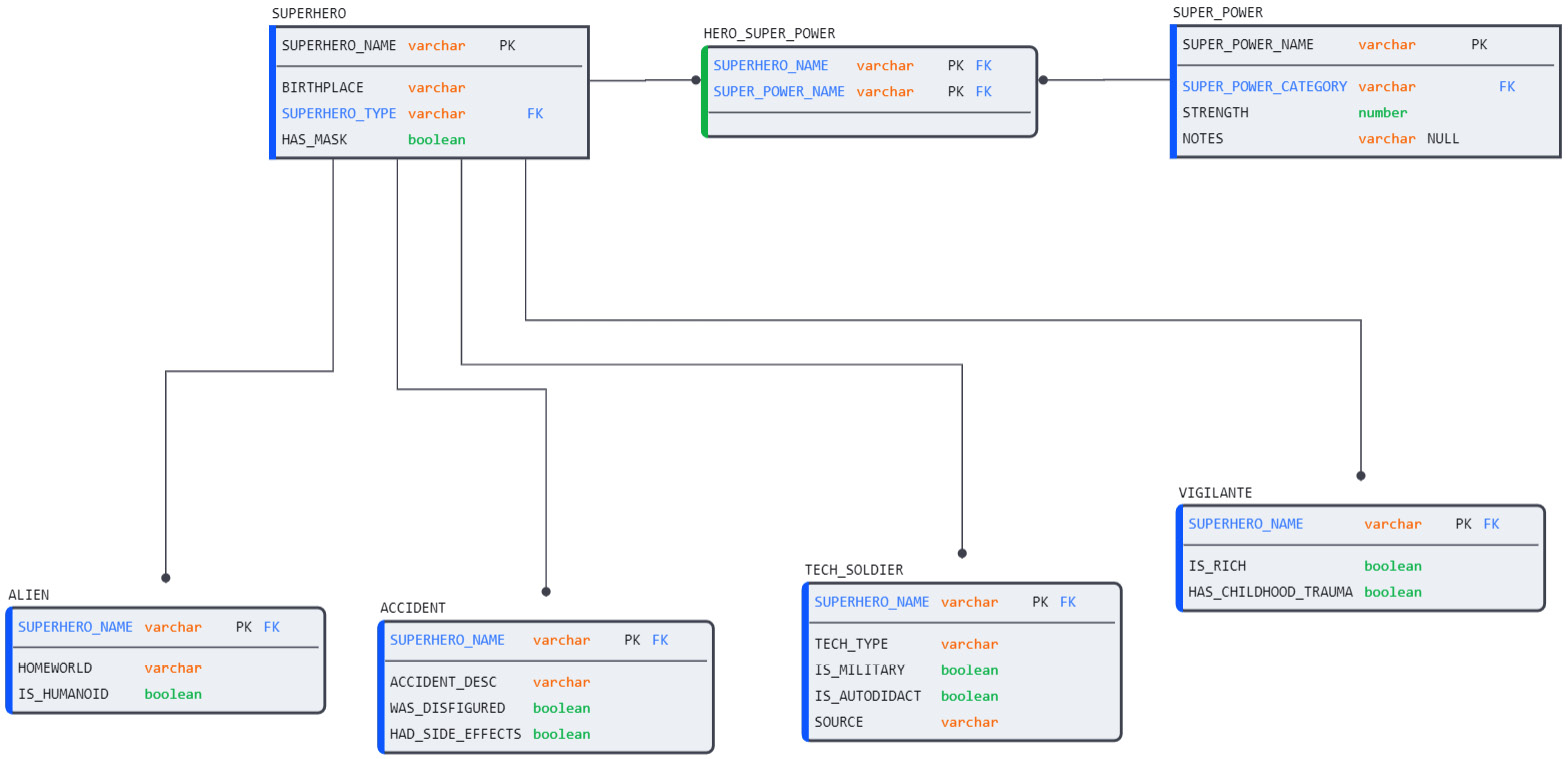 SUPERHERO
SUPERHERO_NAME varchar PK
BIRTHPLACE varchar
SUPERHERO_TYPE varchar FK
HAS_MASK boolean
HERO_SUPER_POWER
SUPERHERO_NAME varchar PK FK
SUPER_POWER_NAME varchar PK FK
SUPER_POWER
SUPER_POWER_NAME varchar PK
SUPER_POWER_CATEGORY varchar FK
STRENGTH number
NOTES varchar NULL
ALIEN
SUPERHERO_NAME varchar PK FK
HOMEWORLD varchar
IS_HUMANOID boolean
ACCIDENT
SUPERHERO_NAME varchar PK FK
ACCIDENT_DESC varchar
WAS_DISFIGURED boolean
HAD_SIDE_EFFECTS boolean
TECH_SOLDIER
SUPERHERO_NAME varchar PK FK
TECH_TYPE varchar
IS_MILITARY boolean
IS_AUTODIDACT boolean
SOURCE varchar
VIGILANTE
SUPERHERO_NAME varchar PK FK
IS_RICH boolean
HAS_CHILDHOOD_TRAUMA boolean